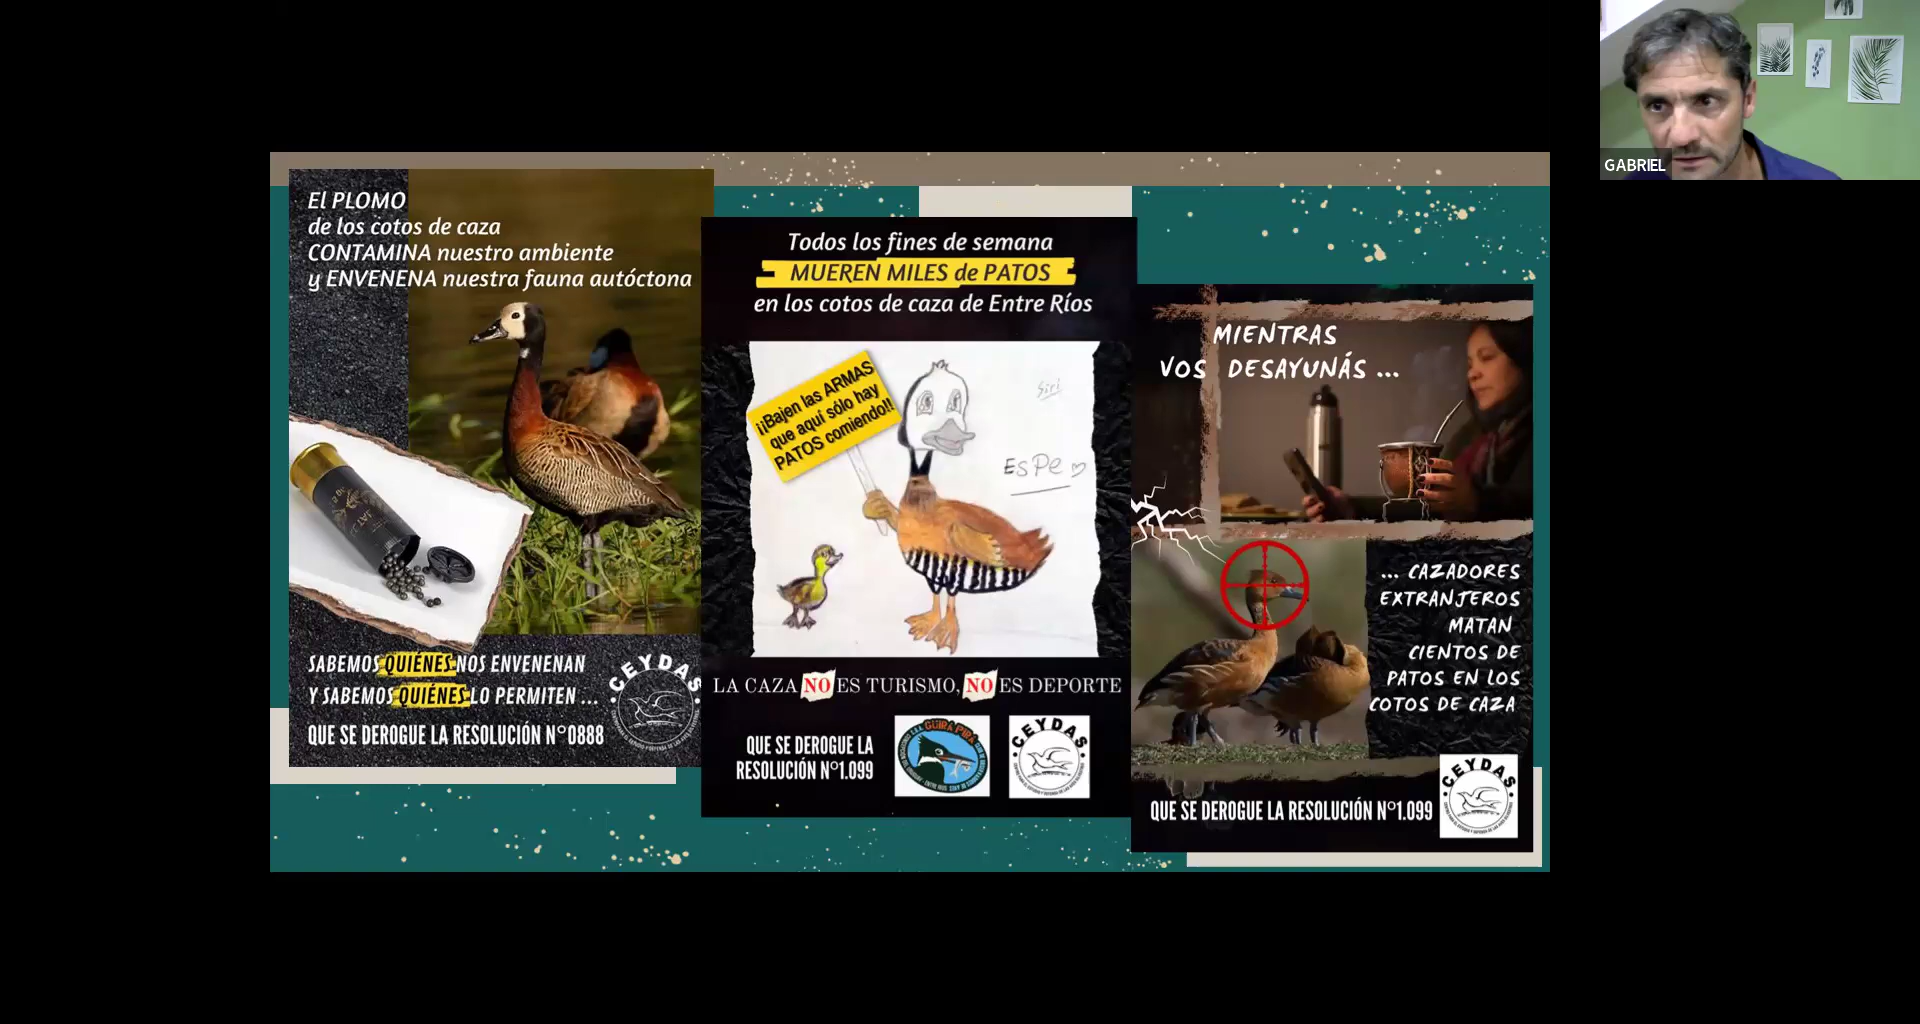 El PLOMO
de los cotos de caza
CONTAMINA nuestro ambiente
y ENVENENA nuestra fauna autóctona
SABEMOS QUIÉNES NOS ENVENENAN
Y SABEMOS QUIÉNES LO PERMITEN ...
QUE SE DEROGUE LA RESOLUCIÓN N°0888
CEYDAS
Todos los fines de semana
MUEREN MILES de PATOS
en los cotos de caza de Entre Ríos
¡¡Bajen las ARMAS
que aquí sólo hay
PATOS comiendo!!
Siri
EsPe
LA CAZA NO ES TURISMO, NO ES DEPORTE
QUE SE DEROGUE LA
RESOLUCIÓN N°1.099
GUIRA PIRA
CEYDAS
MIENTRAS
VOS DESAYUNÁS ...
... CAZADORES
EXTRANJEROS
MATAN
CIENTOS DE
PATOS EN LOS
COTOS DE CAZA
QUE SE DEROGUE LA RESOLUCIÓN N°1.099
CEYDAS
GABRIEL